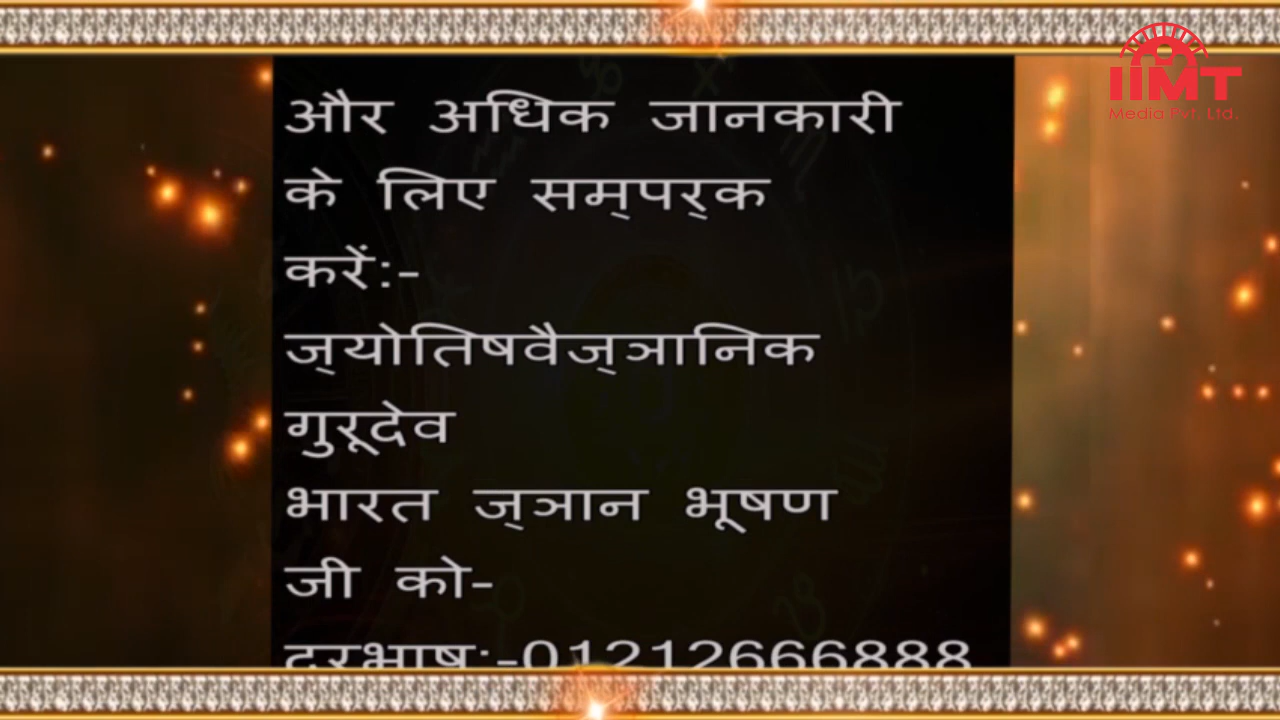 और अधिक जानकारी
के लिए सम्पर्क
करें:-
ज्योतिषवैज्ञानिक
गुरूदेव
भारत ज्ञान भूषण
जी को-
दूरभाष:-01212666888
IIMT
Media Pvt. Ltd.